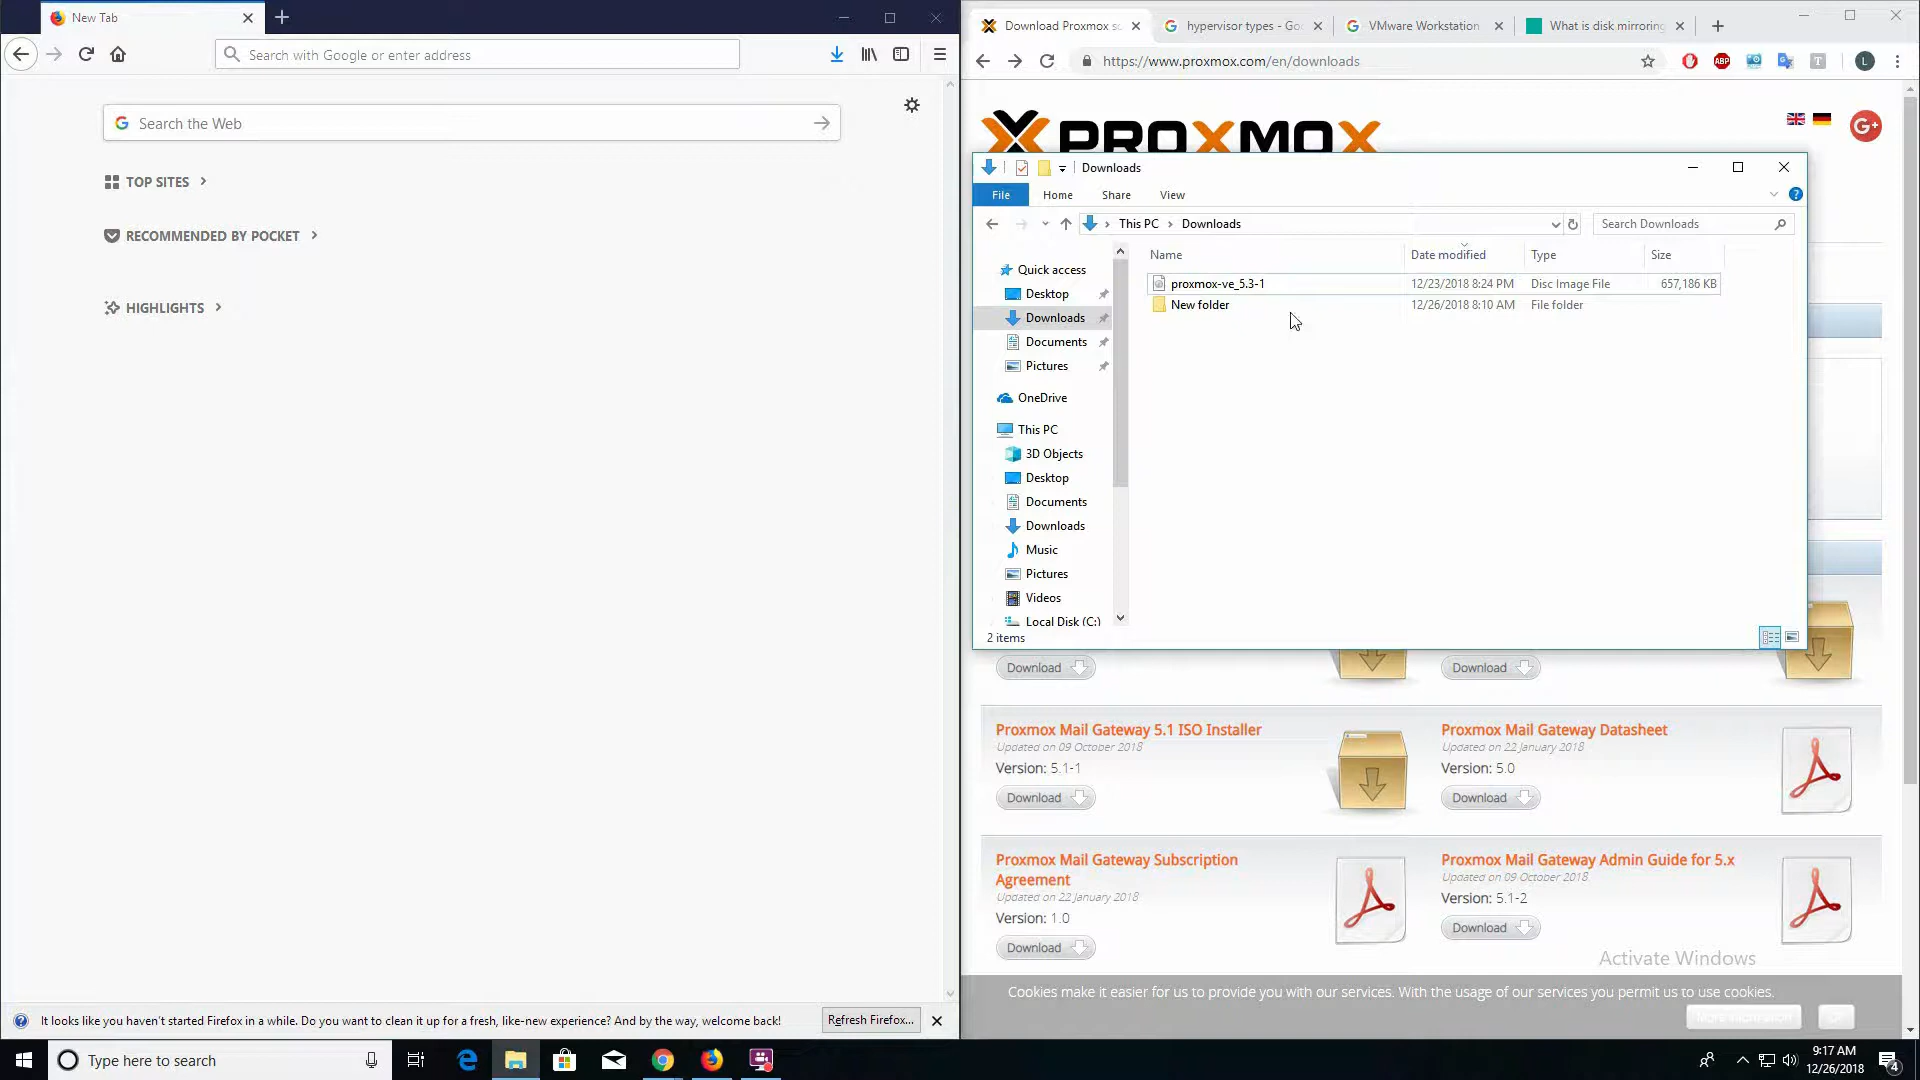 New Tab
Search with Google or enter address
Search the Web
TOP SITES
RECOMMENDED BY POCKET
HIGHLIGHTS
It looks like you haven't started Firefox in a while. Do you want to clean it up for a fresh, like-new experience? And by the way, welcome back!
Refresh Firefox...
Download Proxmox so
hypervisor types - Goo
VMware Workstation
What is disk mirroring
https://www.proxmox.com/en/downloads
ABP
T
L
PROXMOX
G+
Downloads
File
Home
Share
View
This PC
Downloads
Search Downloads
Name
Date modified
Type
Size
proxmox-ve_5.3-1
12/23/2018 8:24 PM
Disc Image File
657,186 KB
New folder
12/26/2018 8:10 AM
File folder
Quick access
Desktop
Downloads
Documents
Pictures
OneDrive
This PC
3D Objects
Desktop
Documents
Downloads
Music
Pictures
Videos
Local Disk (C:)
2 items
Download
Download
Proxmox Mail Gateway 5.1 ISO Installer
Updated on 09 October 2018
Version: 5.1-1
Download
Proxmox Mail Gateway Datasheet
Updated on 22 January 2018
Version: 5.0
Download
Proxmox Mail Gateway Subscription
Agreement
Updated on 22 January 2018
Version: 1.0
Download
Proxmox Mail Gateway Admin Guide for 5.x
Updated on 09 October 2018
Version: 5.1-2
Download
Activate Windows
Cookies make it easier for us to provide you with our services. With the usage of our services you permit us to use cookies.
More information
Type here to search
9:17 AM
12/26/2018
4